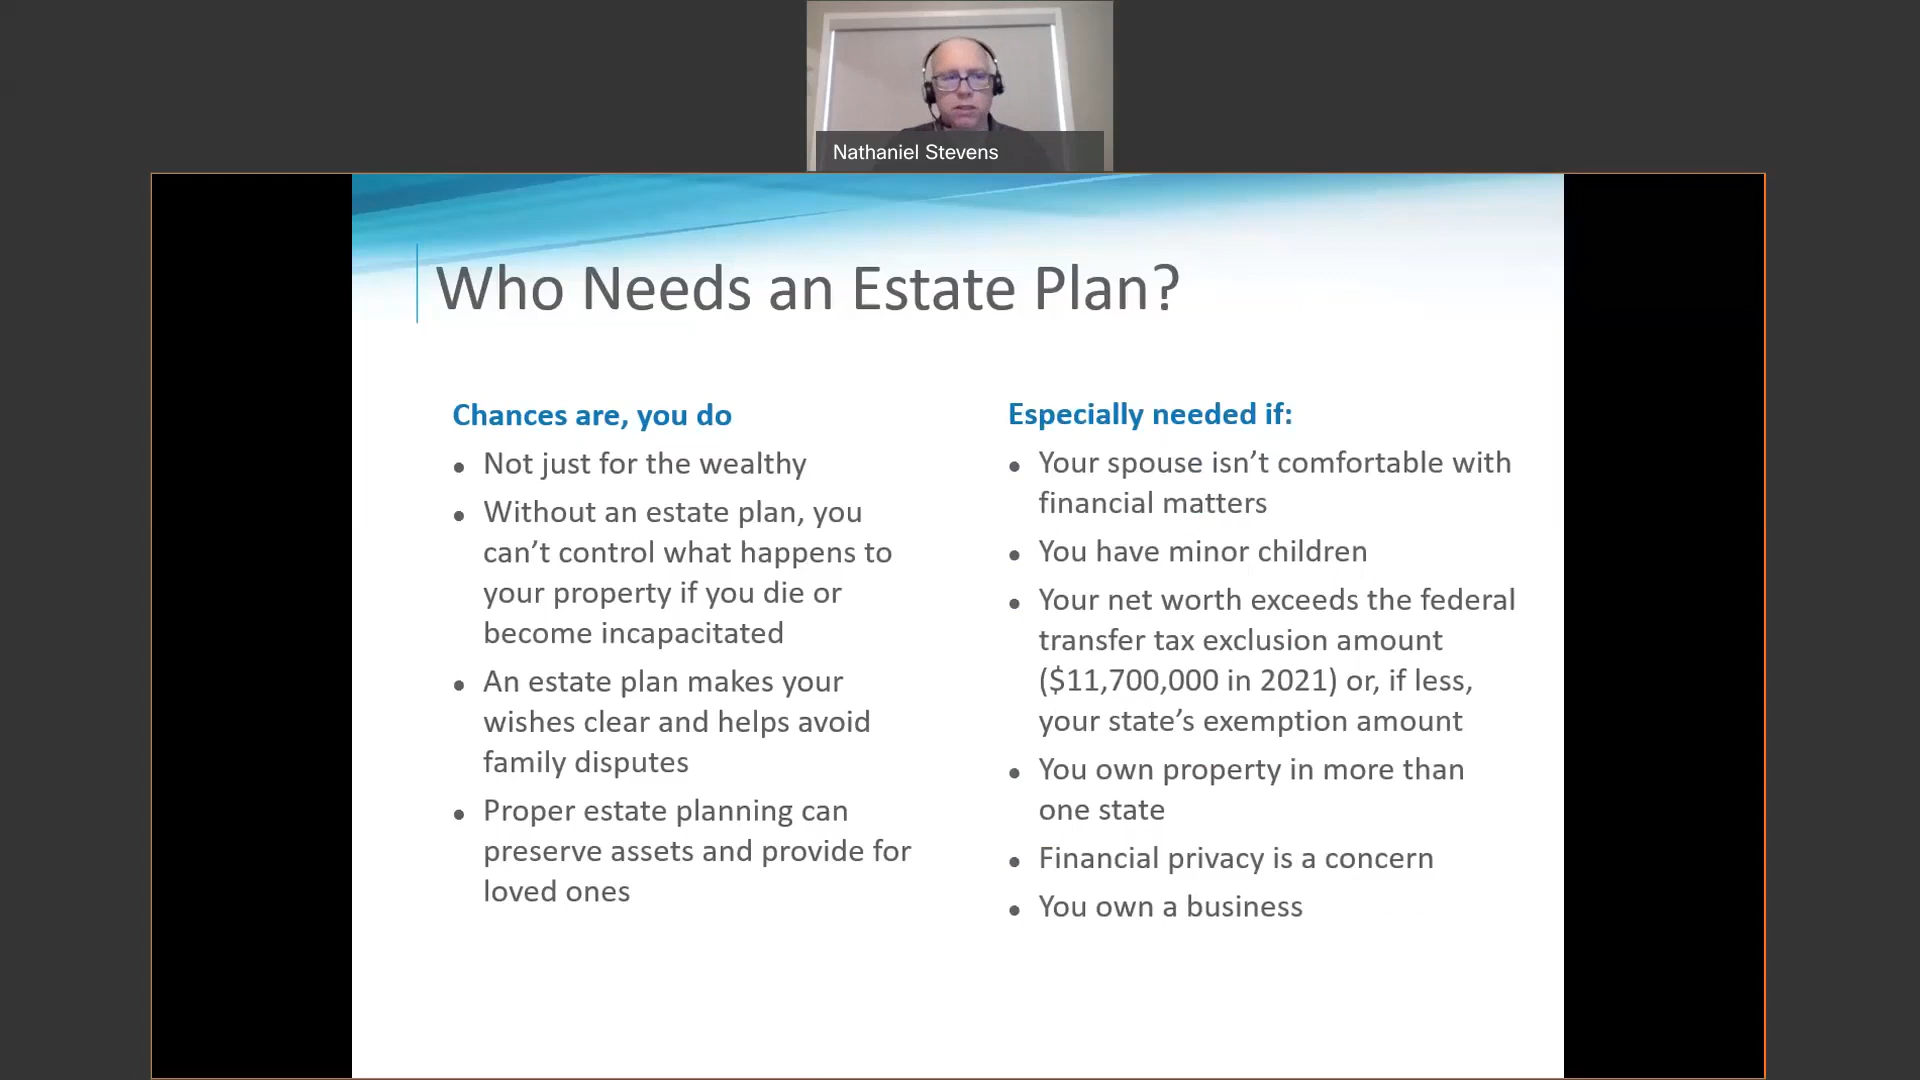 Nathaniel Stevens
Who Needs an Estate Plan?
Chances are, you do
• Not just for the wealthy
• Without an estate plan, you
can’t control what happens to
your property if you die or
become incapacitated
• An estate plan makes your
wishes clear and helps avoid
family disputes
• Proper estate planning can
preserve assets and provide for
loved ones
Especially needed if:
• Your spouse isn’t comfortable with
financial matters
• You have minor children
• Your net worth exceeds the federal
transfer tax exclusion amount
($11,700,000 in 2021) or, if less,
your state’s exemption amount
• You own property in more than
one state
• Financial privacy is a concern
• You own a business